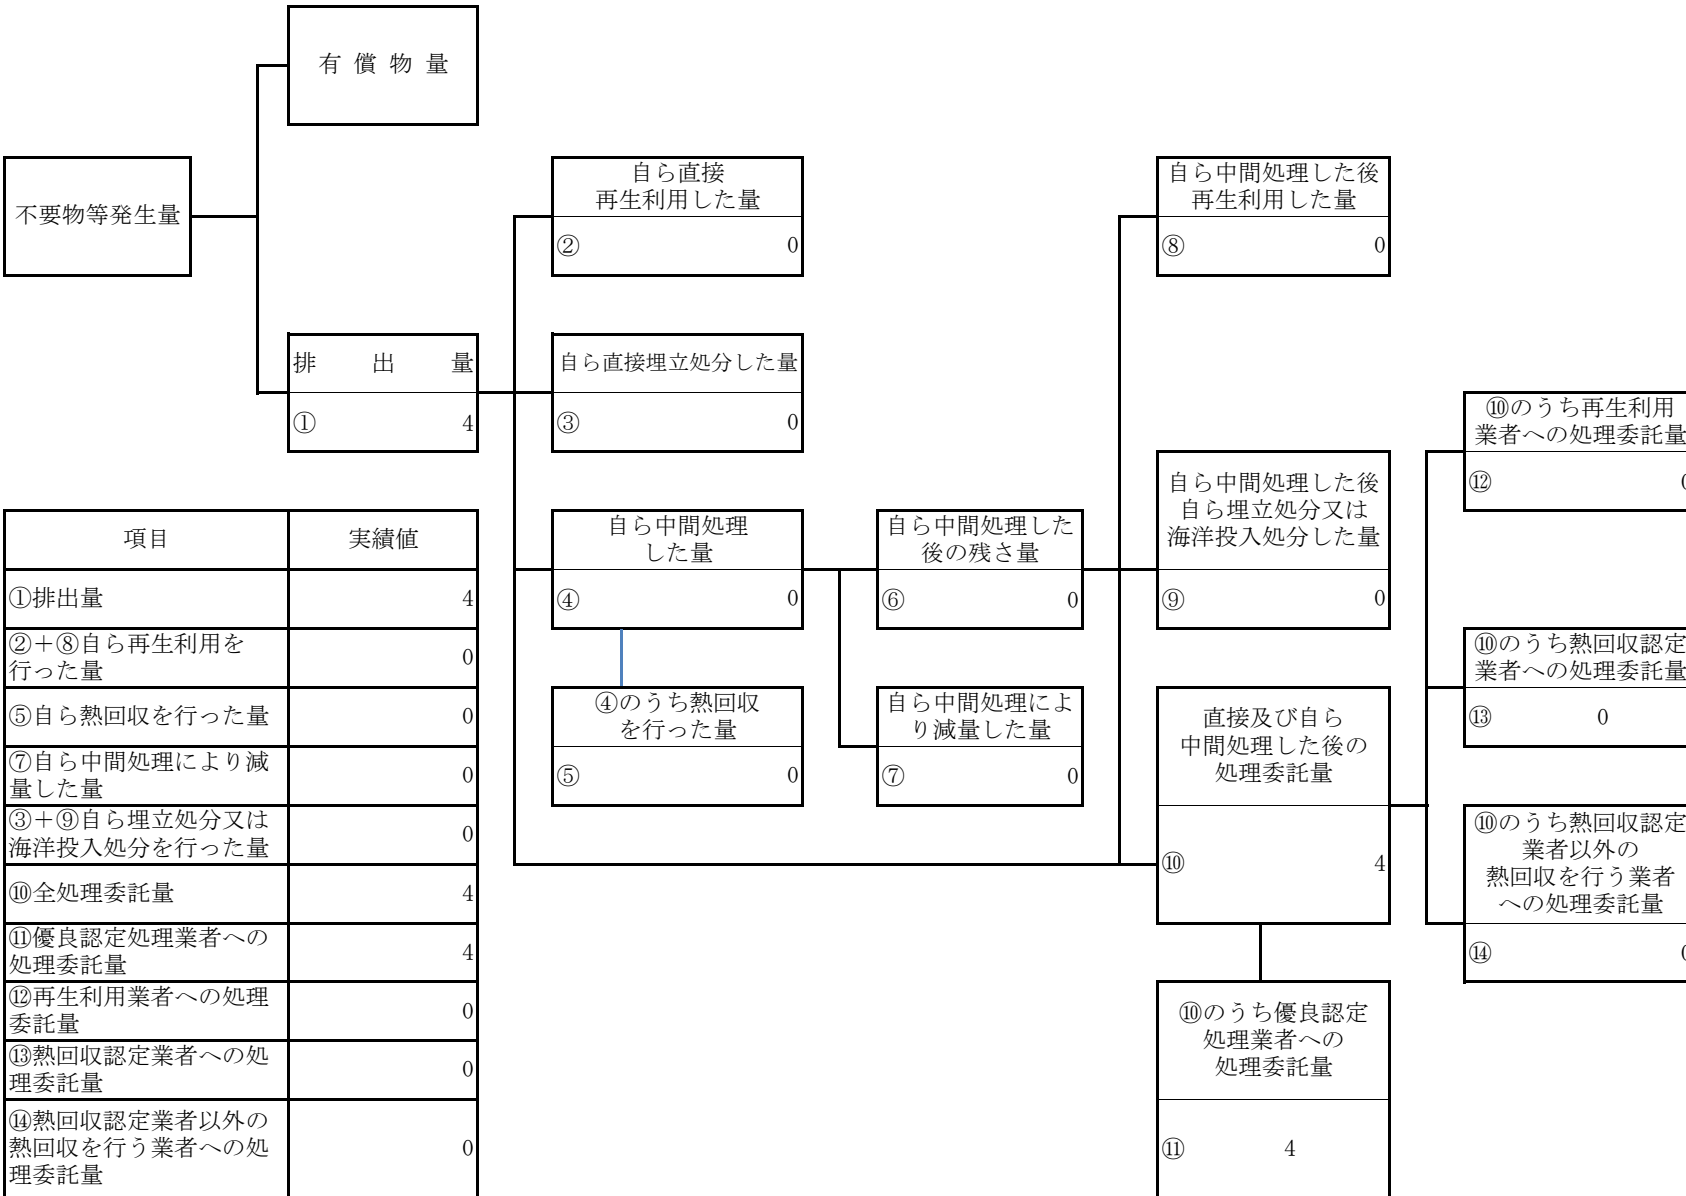 有償物量
不要物等発生量
自ら直接
再生利用した量
② 0
自ら中間処理した後
再生利用した量
⑧ 0
排出量
① 4
自ら直接埋立処分した量
③ 0
⑩のうち再生利用
業者への処理委託量
⑫ 0
自ら中間処理
した量
④ 0
自ら中間処理した
後の残さ量
⑥ 0
自ら中間処理した後
自ら埋立処分又は
海洋投入処分した量
⑨ 0
④のうち熱回収
を行った量
⑤ 0
自ら中間処理によ
り減量した量
⑦ 0
直接及び自ら
中間処理した後の
処理委託量
⑩ 4
⑩のうち熱回収認定
業者への処理委託量
⑬ 0
⑩のうち熱回収認定
業者以外の
熱回収を行う業者
への処理委託量
⑭ 0
⑩のうち優良認定
処理業者への
処理委託量
⑪ 4
項目 実績値
①排出量 4
②＋⑧自ら再生利用を
行った量 0
⑤自ら熱回収を行った量 0
⑦自ら中間処理により減
量した量 0
③＋⑨自ら埋立処分又は
海洋投入処分を行った量 0
⑩全処理委託量 4
⑪優良認定処理業者への
処理委託量 4
⑫再生利用業者への処理
委託量 0
⑬熱回収認定業者への処
理委託量 0
⑭熱回収認定業者以外の
熱回収を行う業者への処
理委託量 0